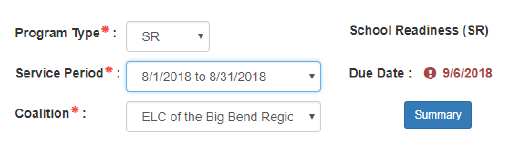 Program Type* : SR School Readiness (SR)
Service Period* : 8/1/2018 to 8/31/2018 Due Date : 9/6/2018
Coalition* : ELC of the Big Bend Regic Summary